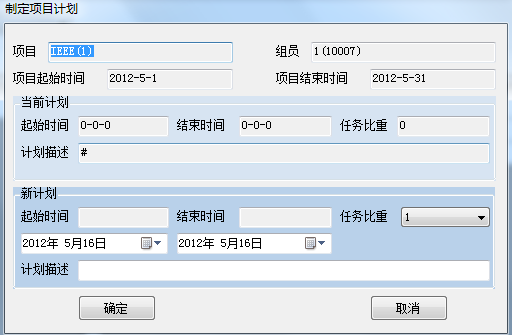 制定项目计划
项目 IEEE(1) 组员 1(10007)
项目起始时间 2012-5-1 项目结束时间 2012-5-31
当前计划
起始时间 0-0-0 结束时间 0-0-0 任务比重 0
计划描述 #
新计划
起始时间 结束时间 任务比重 1
2012年 5月16日 2012年 5月16日
计划描述
确定 取消